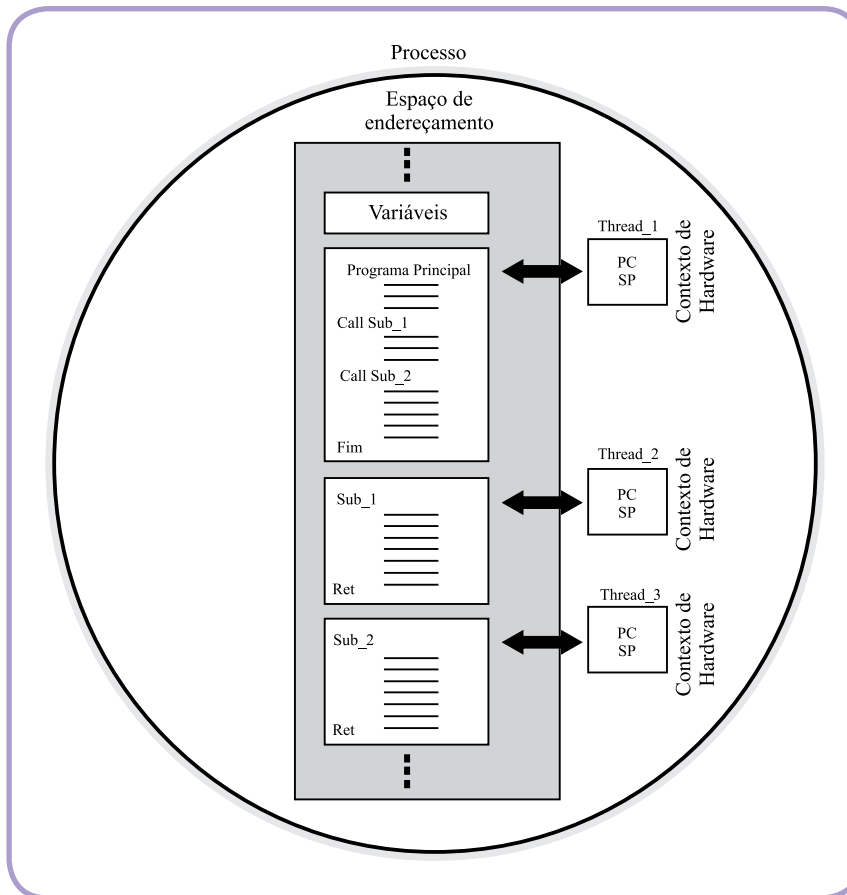 Processo
Espaço de
endereçamento
Variáveis
Programa Principal
Call Sub_1
Call Sub_2
Fim
Thread_1
PC
SP
Contexto de
Hardware
Sub_1
Ret
Thread_2
PC
SP
Contexto de
Hardware
Sub_2
Ret
Thread_3
PC
SP
Contexto de
Hardware